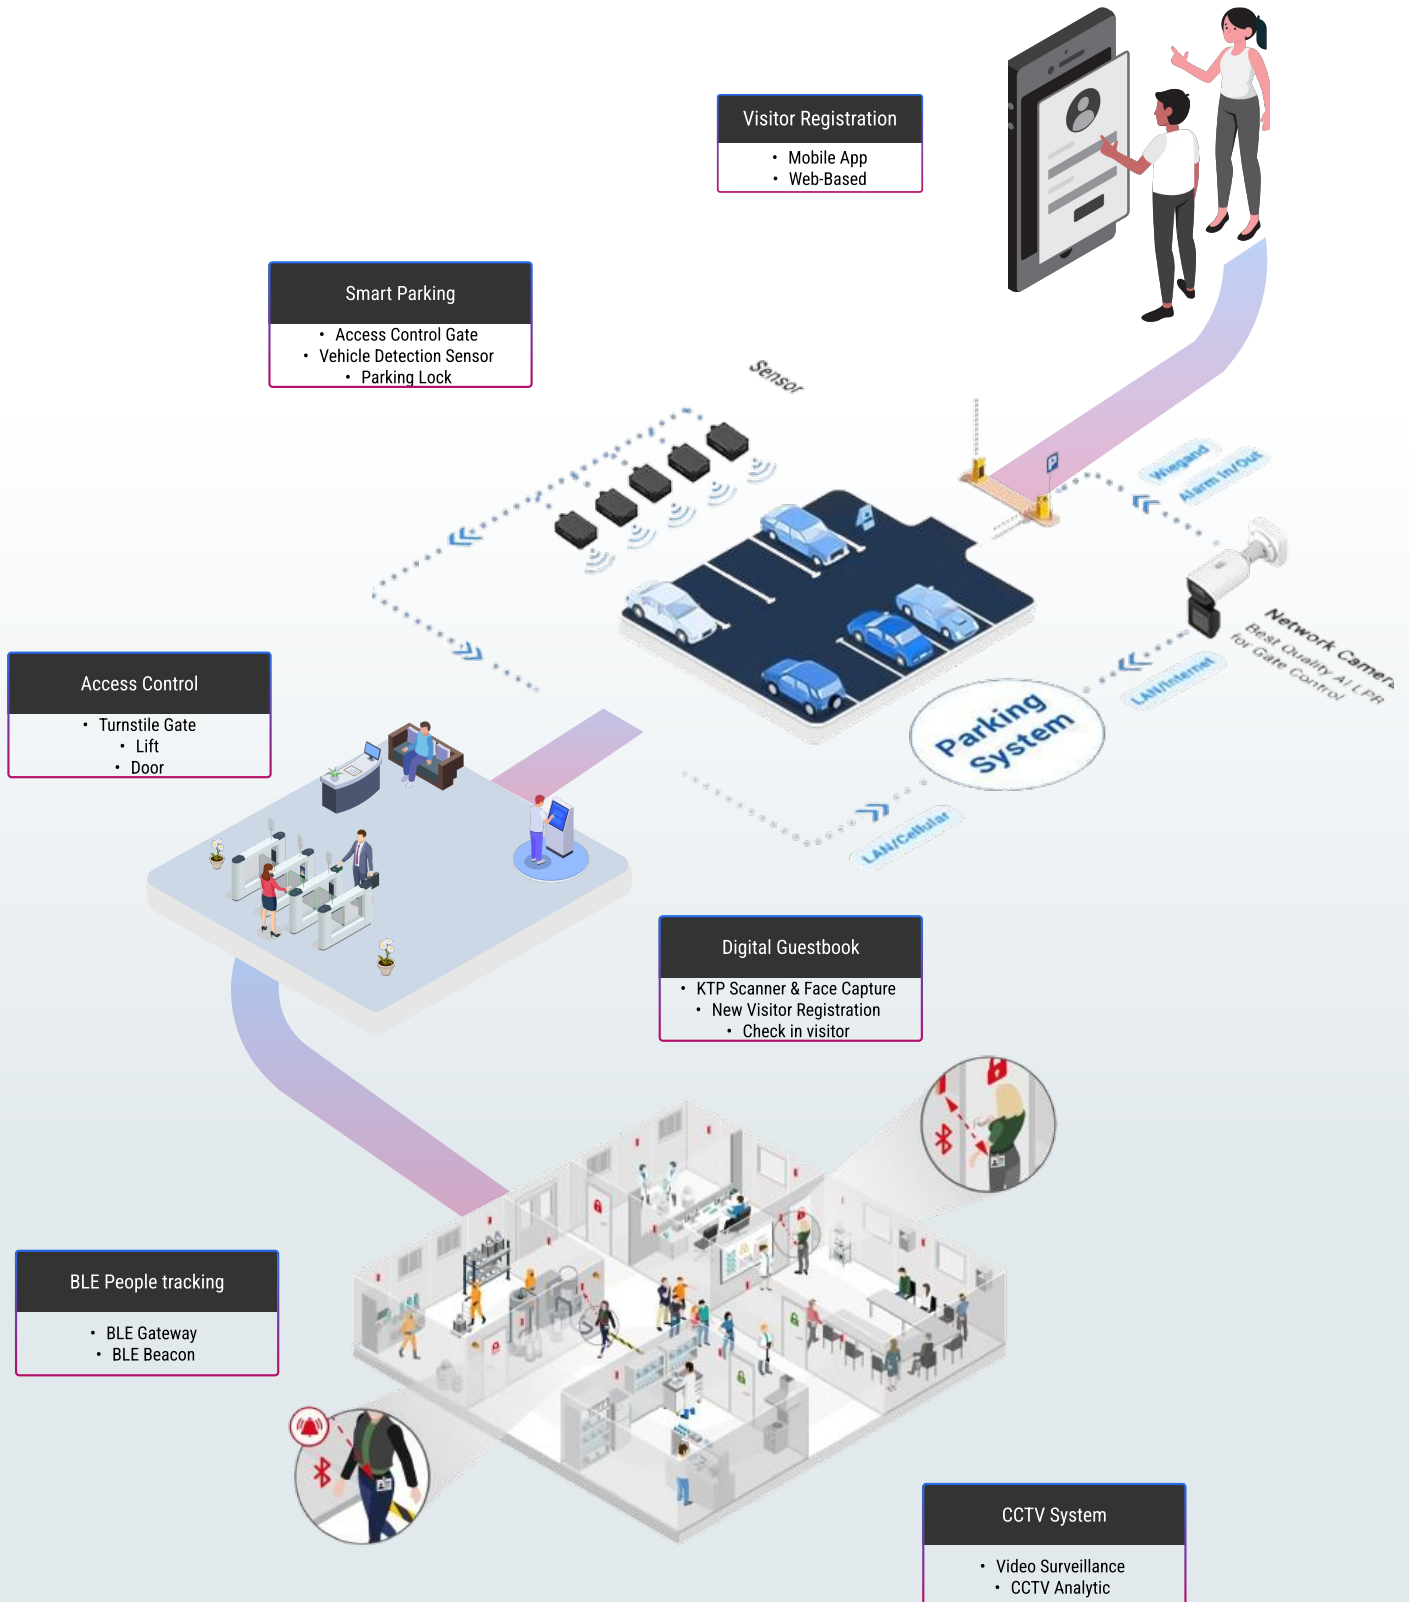 Visitor Registration
• Mobile App
• Web-Based
Smart Parking
• Access Control Gate
• Vehicle Detection Sensor
• Parking Lock
Sensor
P
Wiegand
Alarm In/Out
Network Camera
Best Quality AI LPR
for Gate Control
LAN/Internet
Parking
System
LAN/Cellular
Access Control
• Turnstile Gate
• Lift
• Door
Digital Guestbook
• KTP Scanner & Face Capture
• New Visitor Registration
• Check in visitor
BLE People tracking
• BLE Gateway
• BLE Beacon
CCTV System
• Video Surveillance
• CCTV Analytic